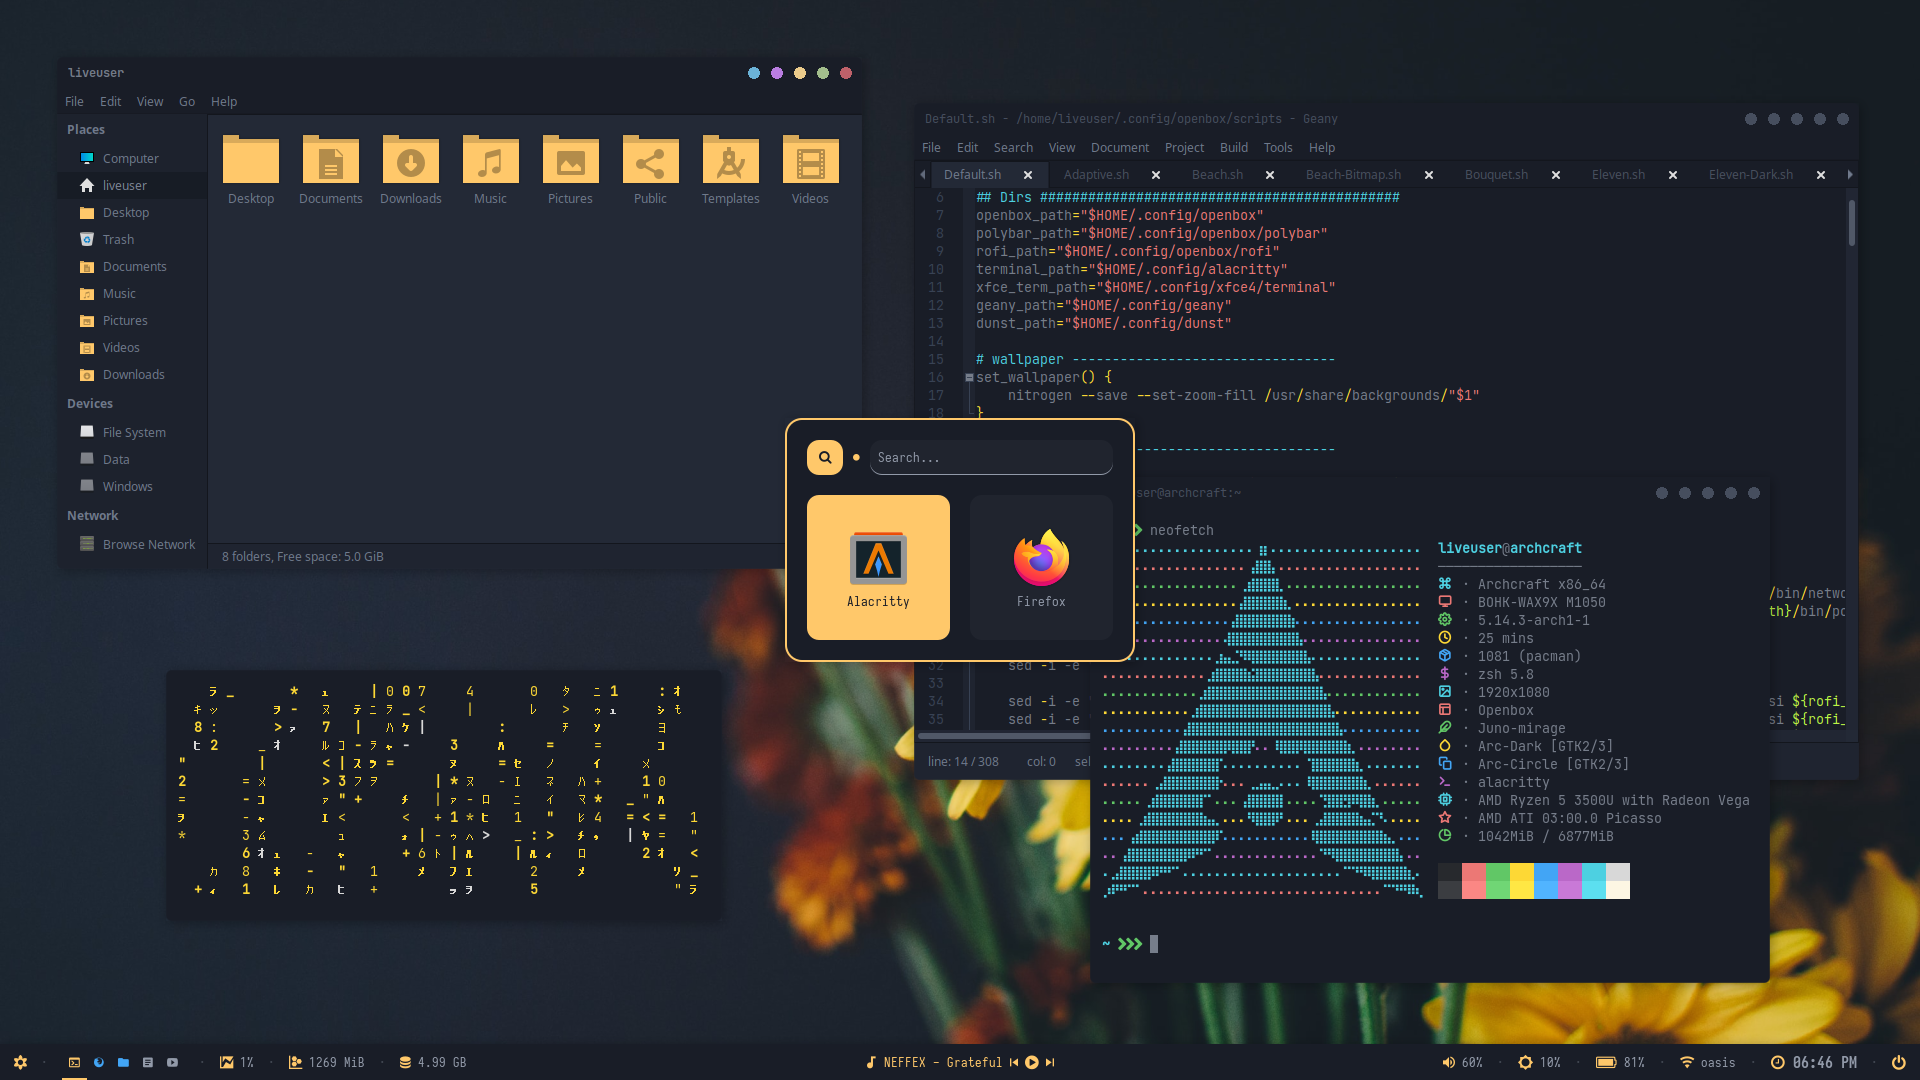 liveuser
File Edit View Go Help
Places
Computer
liveuser
Desktop
Trash
Documents
Music
Pictures
Videos
Downloads
Devices
File System
Data
Windows
Network
Browse Network
Desktop Documents Downloads Music Pictures Public Templates Videos
8 folders, Free space: 5.0 GiB
Default.sh - /home/liveuser/.config/openbox/scripts - Geany
File Edit Search View Document Project Build Tools Help
Default.sh Adaptive.sh Beach.sh Beach-Bitmap.sh Bouquet.sh Eleven.sh Eleven-Dark.sh
6 ## Dirs #############################################
7 openbox_path="$HOME/.config/openbox"
8 polybar_path="$HOME/.config/openbox/polybar"
9 rofi_path="$HOME/.config/openbox/rofi"
10 terminal_path="$HOME/.config/alacritty"
11 xfce_term_path="$HOME/.config/xfce4/terminal"
12 geany_path="$HOME/.config/geany"
13 dunst_path="$HOME/.config/dunst"
14
15 # wallpaper ---------------------------------
16 set_wallpaper() {
17 nitrogen --save --set-zoom-fill /usr/share/backgrounds/"$1"
18 }
/bin/netwo
th}/bin/po
32 sed -i -e
33
34 sed -i -e si ${rofi_
35 sed -i -e si ${rofi_
line: 14 / 308 col: 0 sel
Search...
Alacritty
Firefox
user@archcraft:~
neofetch
liveuser@archcraft
· Archcraft x86_64
· BOHK-WAX9X M1050
· 5.14.3-arch1-1
· 25 mins
· 1081 (pacman)
· zsh 5.8
· 1920x1080
· Openbox
· Juno-mirage
· Arc-Dark [GTK2/3]
· Arc-Circle [GTK2/3]
· alacritty
· AMD Ryzen 5 3500U with Radeon Vega
· AMD ATI 03:00.0 Picasso
· 1042MiB / 6877MiB
~
1% 1269 MiB 4.99 GB
NEFFEX - Grateful
60% 10% 81% oasis 06:46 PM